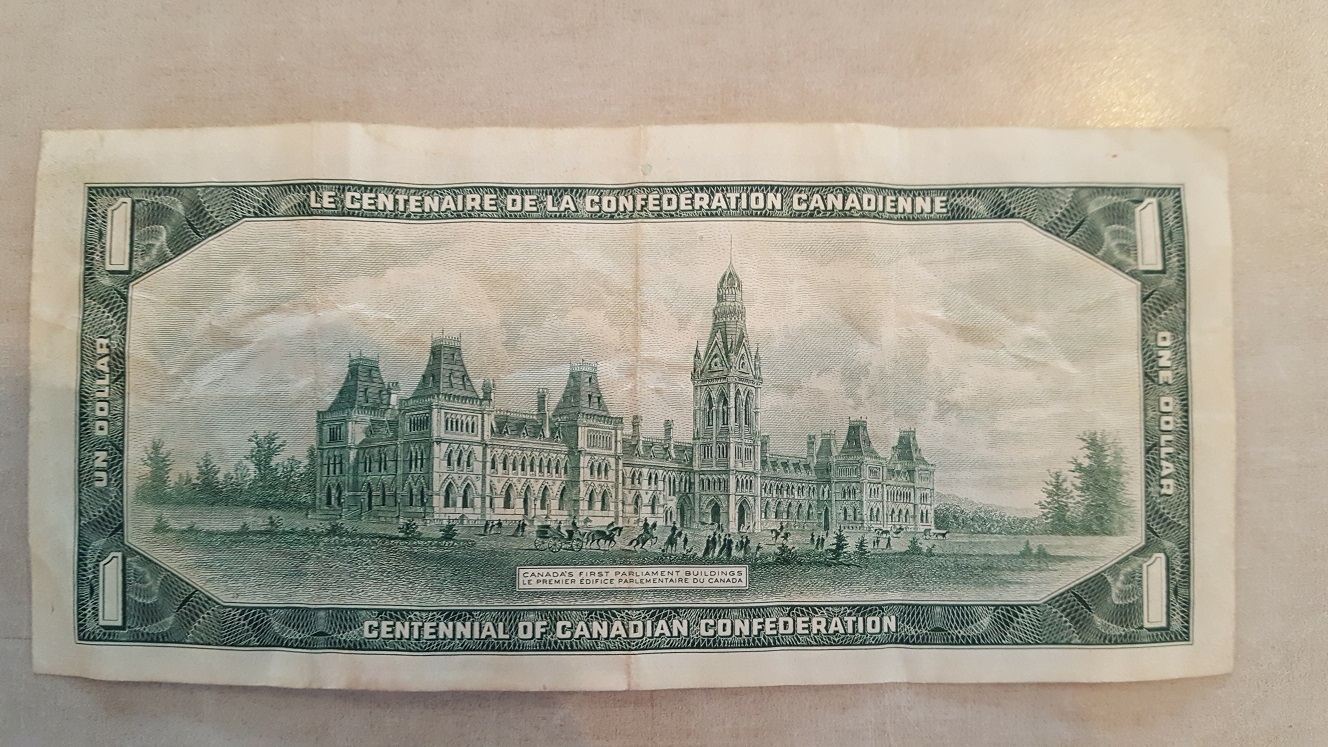 LE CENTENAIRE DE LA CONFÉDÉRATION CANADIENNE
1
1
UN DOLLAR
ONE DOLLAR
CANADA'S FIRST PARLIAMENT BUILDINGS
LE PREMIER ÉDIFICE PARLEMENTAIRE DU CANADA
1
1
CENTENNIAL OF CANADIAN CONFEDERATION